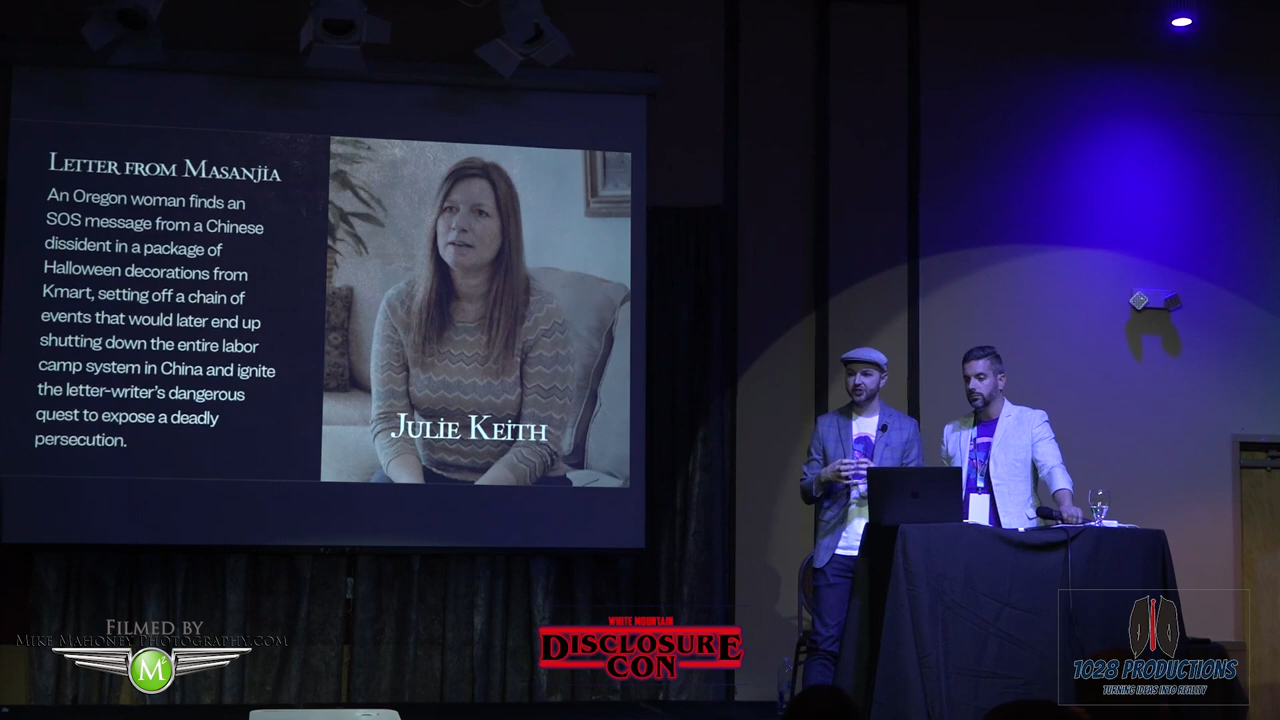 Letter from Masanjia
An Oregon woman finds an
SOS message from a Chinese
dissident in a package of
Halloween decorations from
Kmart, setting off a chain of
events that would later end up
shutting down the entire labor
camp system in China and ignite
the letter-writer's dangerous
quest to expose a deadly
persecution.
Julie Keith
Filmed by
Mike Mahoney Photography.com
M
WHITE MOUNTAIN
DISCLOSURE
CON
1028 PRODUCTIONS
TURNING IDEAS INTO REALITY